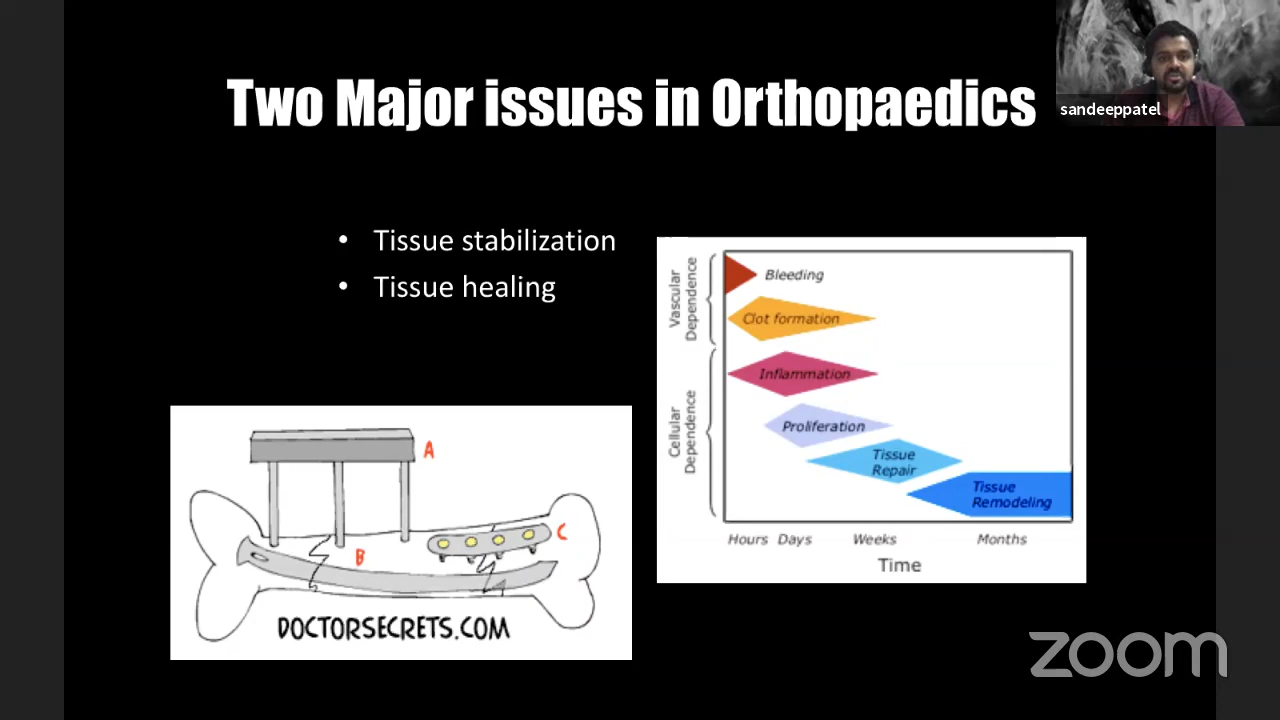 Two Major issues in Orthopaedics
sandeeppatel
• Tissue stabilization
• Tissue healing
Vascular
Dependence
Bleeding
Clot formation
Cellular
Dependence
Inflammation
Proliferation
Tissue
Repair
Tissue
Remodeling
Hours Days Weeks Months
Time
A
B
C
DOCTORSECRETS.COM
zoom